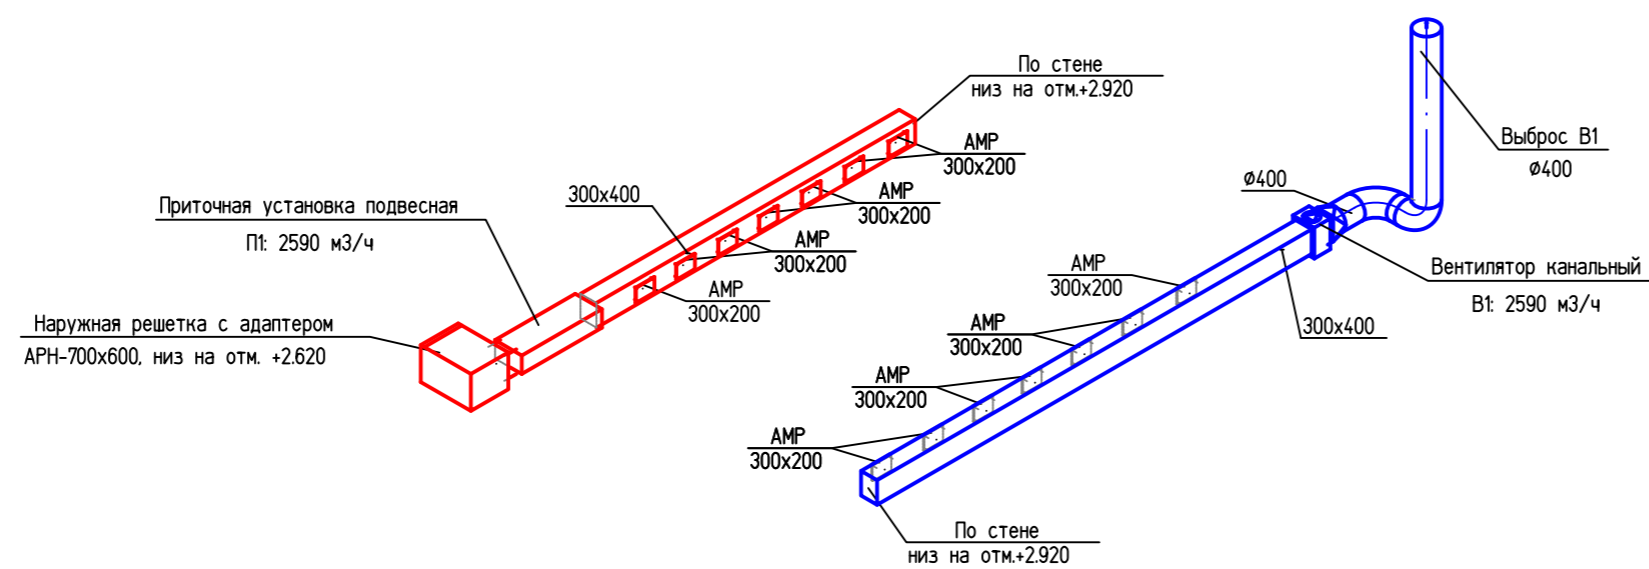 По стене
низ на отм.+2.920
АМР
300х200
300х400
АМР
300х200
Приточная установка подвесная
П1: 2590 м3/ч
АМР
300х200
АМР
300х200
Наружная решетка с адаптером
АРН-700х600, низ на отм. +2.620
Выброс В1
Ø400
Ø400
Вентилятор канальный
В1: 2590 м3/ч
300х400
АМР
300х200
АМР
300х200
АМР
300х200
АМР
300х200
По стене
низ на отм.+2.920